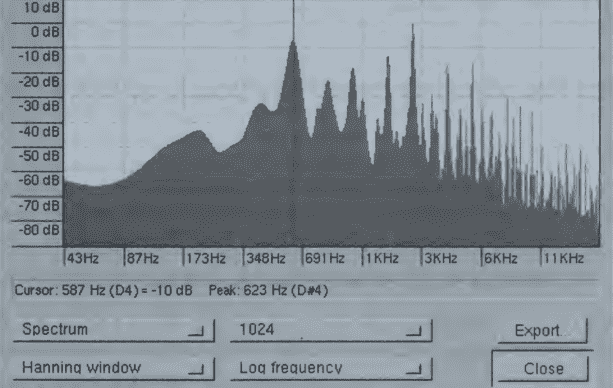 10 dB
0 dB
-10 dB
-20 dB
-30 dB
-40 dB
-50 dB
-60 dB
-70 dB
-80 dB
43Hz 87Hz 173Hz 348Hz 691Hz 1KHz 3KHz 6KHz 11KHz
Cursor: 587 Hz (D4) = -10 dB Peak: 623 Hz (D#4)
Spectrum 1024 Export...
Hanning window Log frequency Close